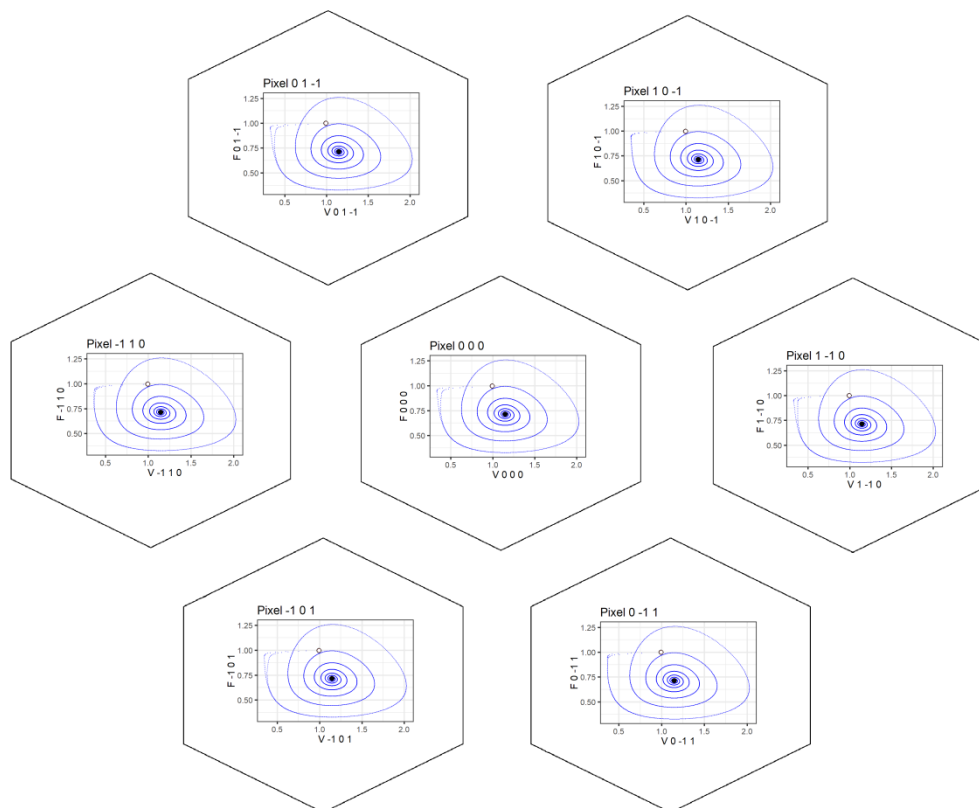 Pixel 0 1 -1
1.25
1.00
0.75
0.50
F 0 1 -1
0.5 1.0 1.5 2.0
V 0 1 -1
Pixel 1 0 -1
1.25
1.00
0.75
0.50
F 1 0 -1
0.5 1.0 1.5 2.0
V 1 0 -1
Pixel -1 1 0
1.25
1.00
0.75
0.50
F -1 1 0
0.5 1.0 1.5 2.0
V -1 1 0
Pixel 0 0 0
1.25
1.00
0.75
0.50
F 0 0 0
0.5 1.0 1.5 2.0
V 0 0 0
Pixel 1 -1 0
1.25
1.00
0.75
0.50
F 1 -1 0
0.5 1.0 1.5 2.0
V 1 -1 0
Pixel -1 0 1
1.25
1.00
0.75
0.50
F -1 0 1
0.5 1.0 1.5 2.0
V -1 0 1
Pixel 0 -1 1
1.25
1.00
0.75
0.50
F 0 -1 1
0.5 1.0 1.5 2.0
V 0 -1 1